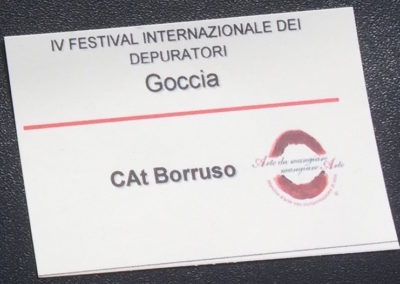 IV FESTIVAL INTERNAZIONALE DEI
DEPURATORI
Goccia
CAt Borruso
Arte da mangiare
mangiare Arte